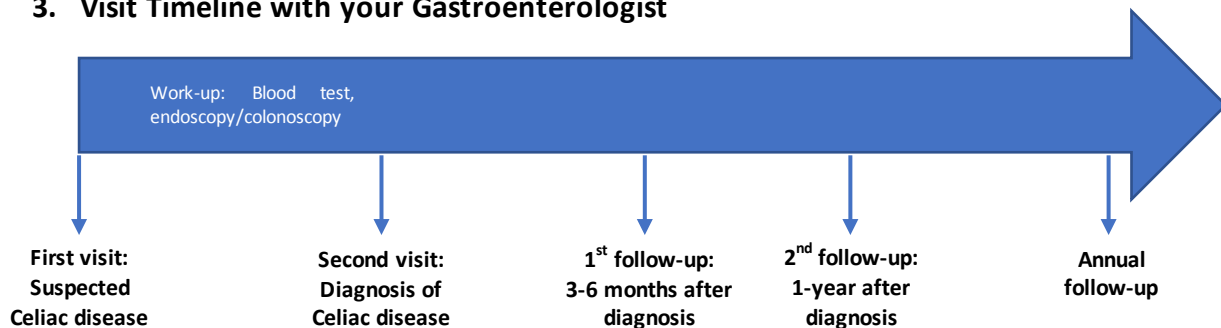 3. Visit Timeline with your Gastroenterologist
Work-up: Blood test,
endoscopy/colonoscopy
First visit:
Suspected
Celiac disease
Second visit:
Diagnosis of
Celiac disease
1st follow-up:
3-6 months after
diagnosis
2nd follow-up:
1-year after
diagnosis
Annual
follow-up